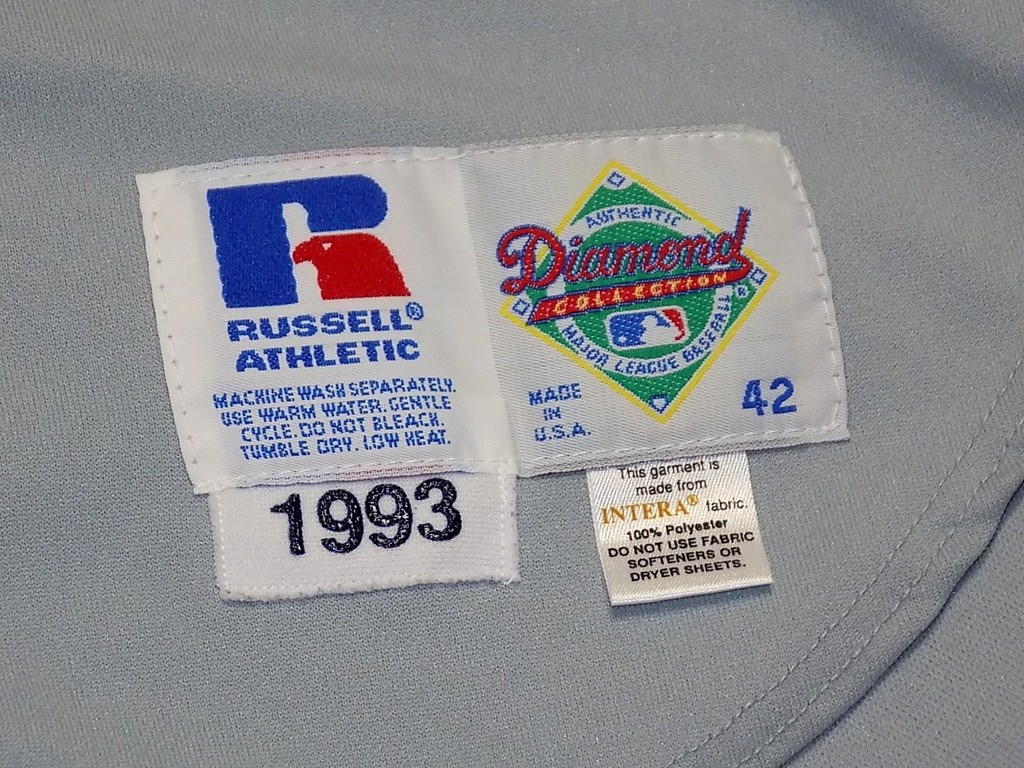 RUSSELL®
ATHLETIC
MACHINE WASH SEPARATELY.
USE WARM WATER. GENTLE
CYCLE. DO NOT BLEACH.
TUMBLE DRY. LOW HEAT.
1993
AUTHENTIC
Diamond
COLLECTION
®
MAJOR LEAGUE BASEBALL
MADE
IN
U.S.A.
42
This garment is
made from
INTERA® fabric.
100% Polyester
DO NOT USE FABRIC
SOFTENERS OR
DRYER SHEETS.